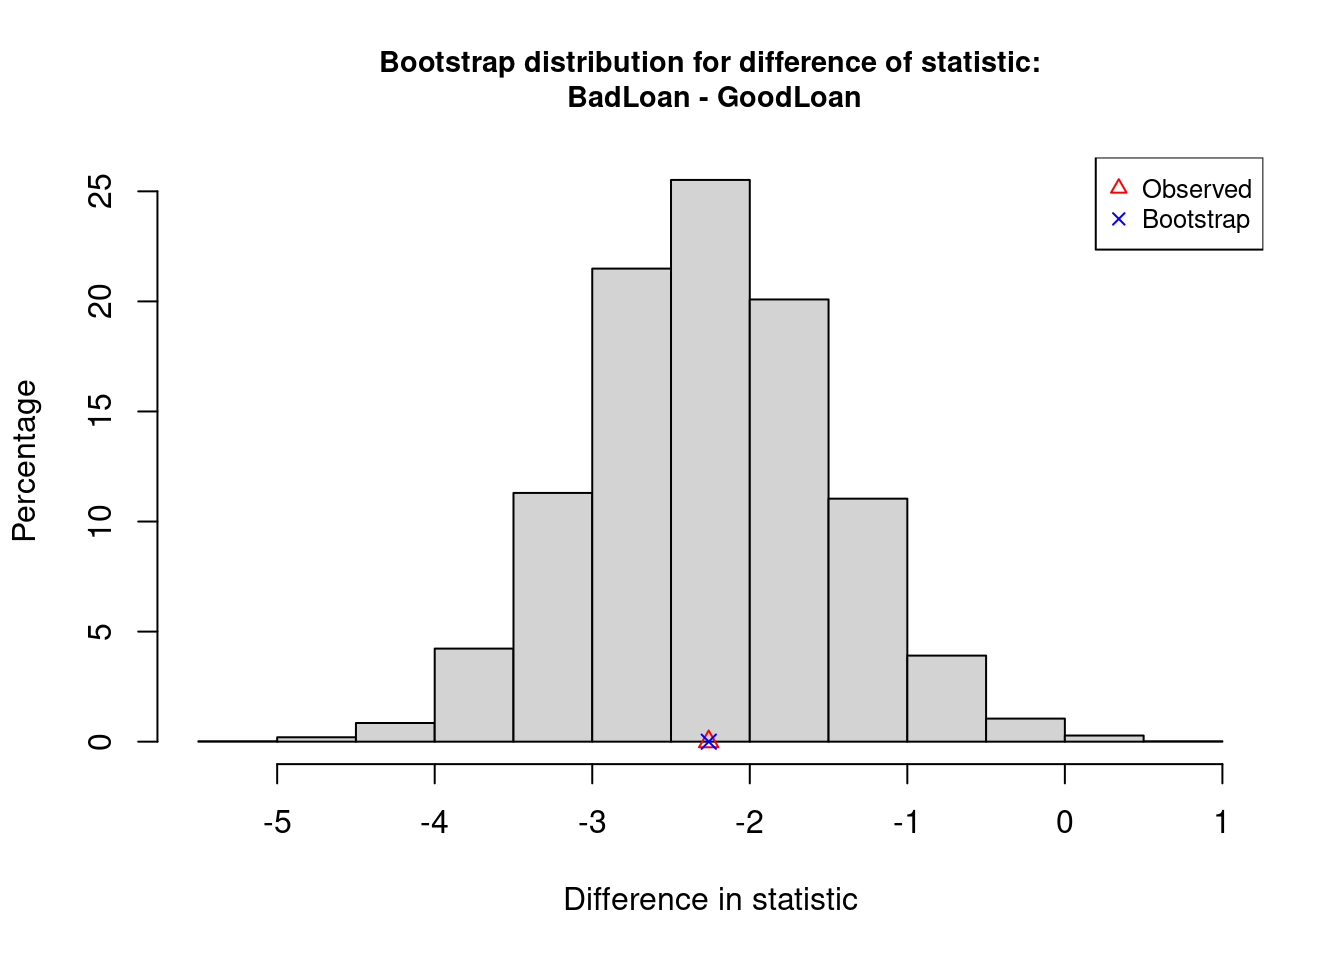 Bootstrap distribution for difference of statistic:
BadLoan - GoodLoan
Observed
Bootstrap
Percentage
25
20
15
10
5
0
-5 -4 -3 -2 -1 0 1
Difference in statistic